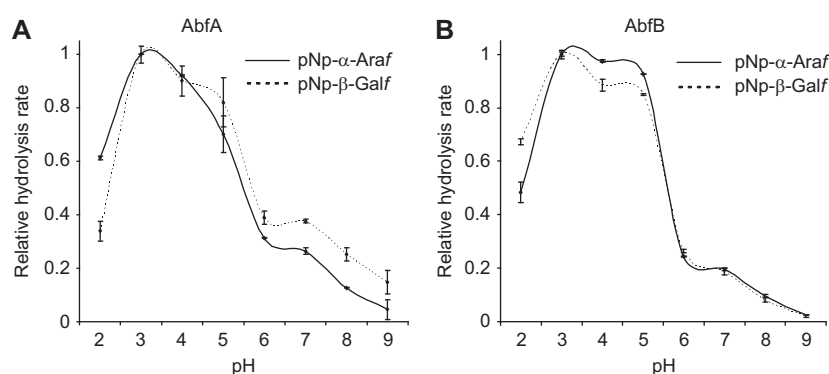 A
AbfA
Relative hydrolysis rate
1
0.8
0.6
0.4
0.2
0
2 3 4 5 6 7 8 9
pH
pNp-α-Araf
pNp-β-Galf
B
AbfB
Relative hydrolysis rate
1
0.8
0.6
0.4
0.2
0
2 3 4 5 6 7 8 9
pH
pNp-α-Araf
pNp-β-Galf